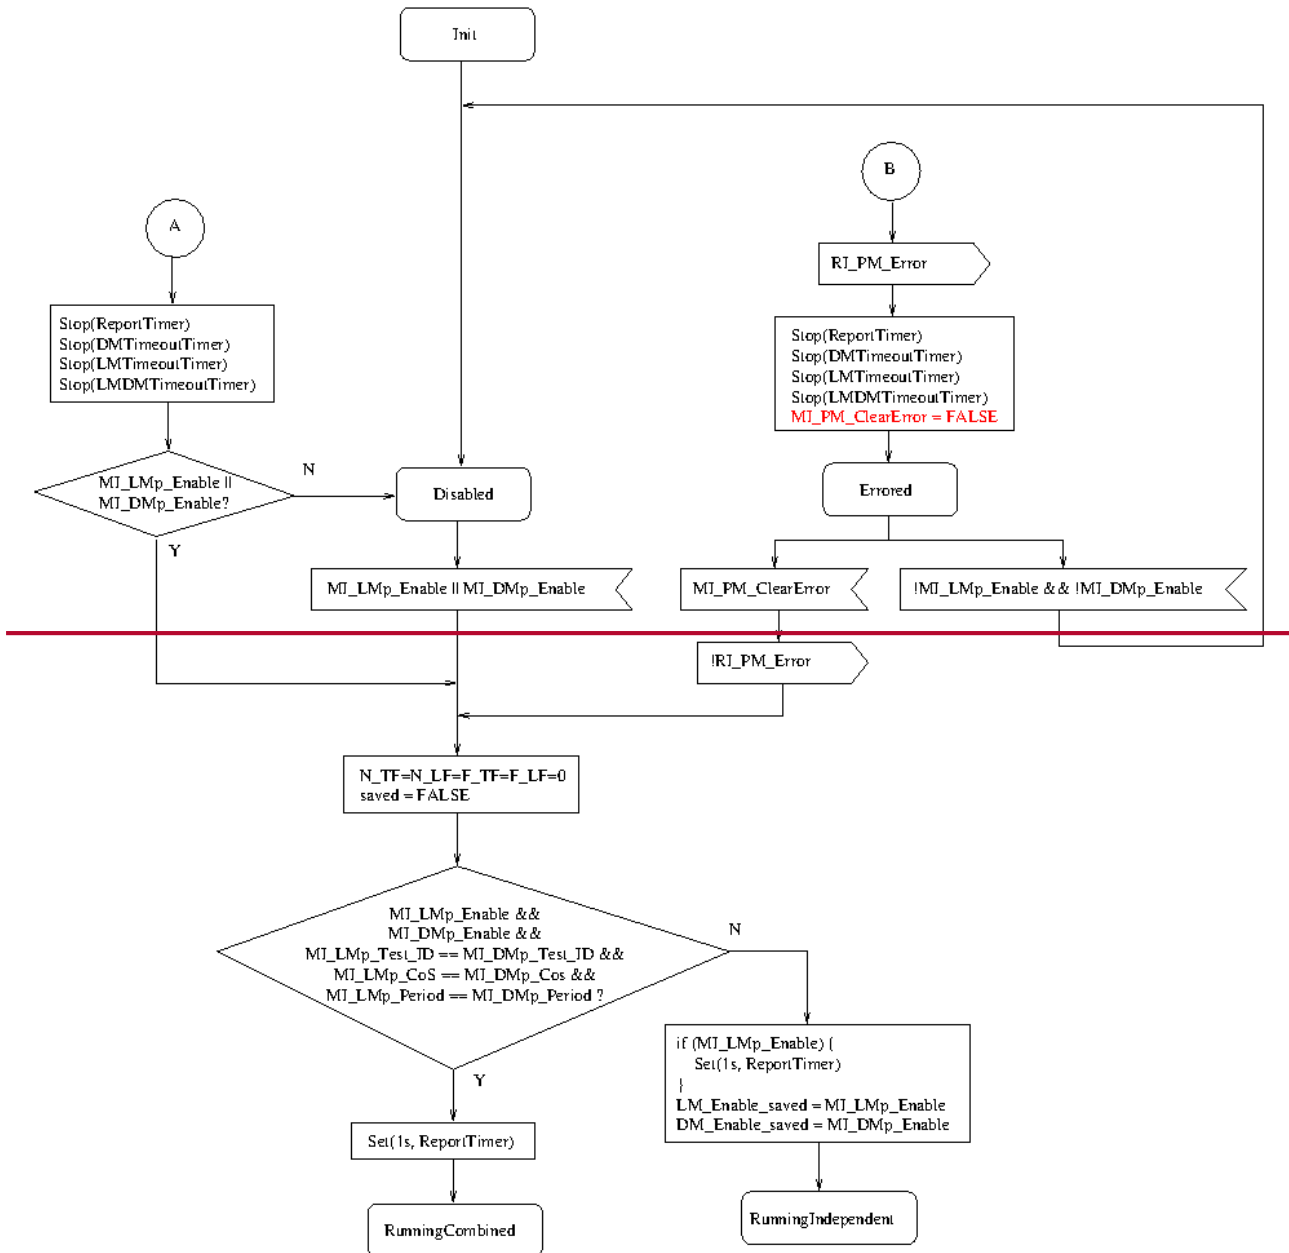 Init
B
A
RI_PM_Error
Stop(ReportTimer)
Stop(DMTimeoutTimer)
Stop(LMTimeoutTimer)
Stop(LMDMTimeoutTimer)
Stop(ReportTimer)
Stop(DMTimeoutTimer)
Stop(LMTimeoutTimer)
Stop(LMDMTimeoutTimer)
MI_PM_ClearError = FALSE
MI_LMp_Enable ||
MI_DMp_Enable?
N
Y
Disabled
Errored
MI_LMp_Enable || MI_DMp_Enable
MI_PM_ClearError
!MI_LMp_Enable && !MI_DMp_Enable
!RI_PM_Error
N_TF=N_LF=F_TF=F_LF=0
saved = FALSE
MI_LMp_Enable &&
MI_DMp_Enable &&
MI_LMp_Test_ID == MI_DMp_Test_ID &&
MI_LMp_CoS == MI_DMp_Cos &&
MI_LMp_Period == MI_DMp_Period ?
N
Y
if (MI_LMp_Enable) {
Set(1s, ReportTimer)
}
LM_Enable_saved = MI_LMp_Enable
DM_Enable_saved = MI_DMp_Enable
Set(1s, ReportTimer)
RunningCombined
RunningIndependent